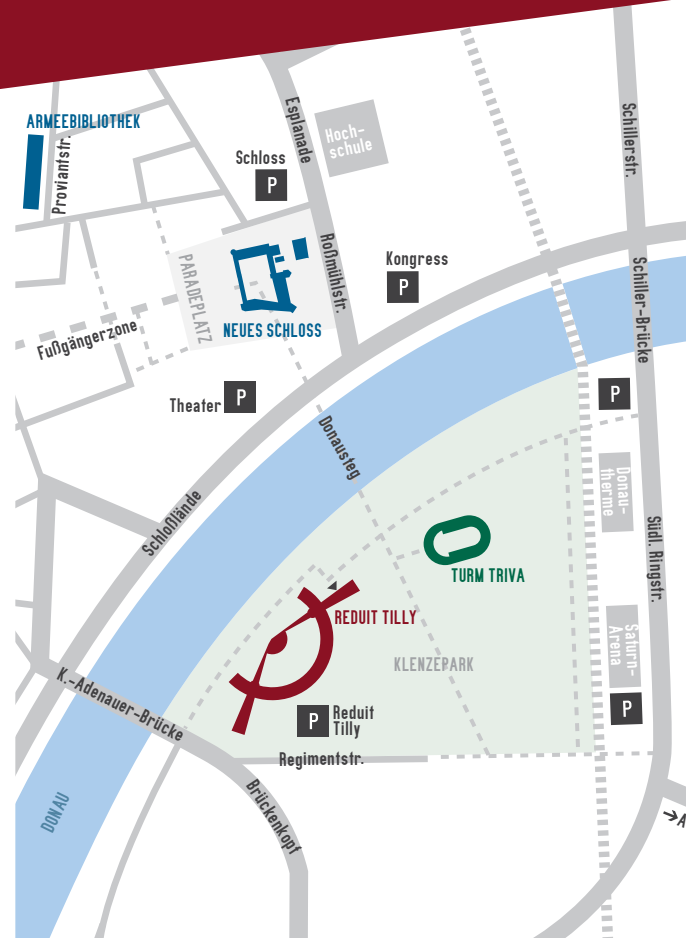 ARMEEBIBLIOTHEK
Proviantstr.
Esplanade
Hoch-
schule
Schillerstr.
Schloss
P
Roßmühlstr.
Kongress
P
PARADEPLATZ
NEUES SCHLOSS
Schiller-Brücke
Fußgängerzone
Theater
P
P
Donausteg
Donau-
therme
Schloßlände
TURM TRIVA
Südl. Ringstr.
REDUIT TILLY
Saturn-
Arena
KLENZEPARK
K.-Adenauer-Brücke
P
Reduit
Tilly
P
Regimentstr.
DONAU
Brückenkopf
→A